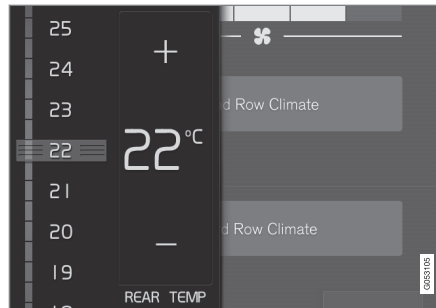 25
24
23
22
21
20
19
+
22°C
−
REAR TEMP
d Row Climate
d Row Climate
G053105